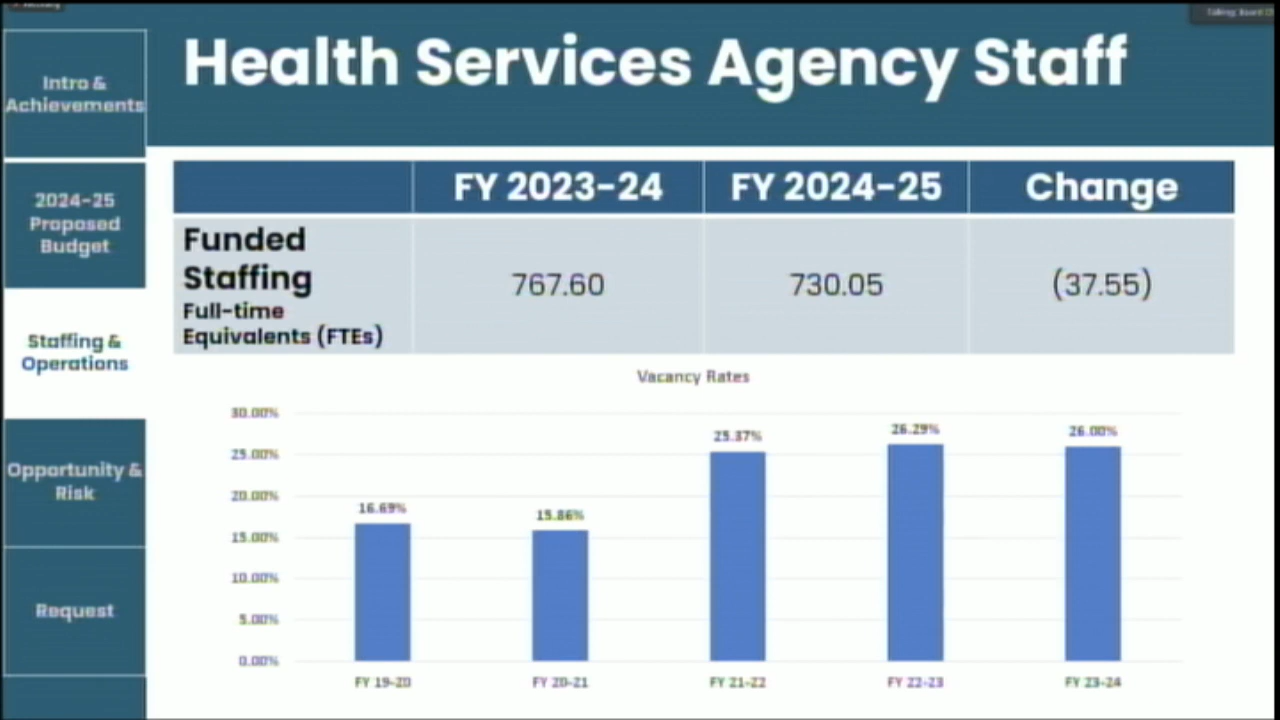 Health Services Agency Staff
Intro &
Achievements
2024-25
Proposed
Budget
Staffing &
Operations
Opportunity &
Risk
Request
FY 2023-24 FY 2024-25 Change
Funded
Staffing
Full-time
Equivalents (FTEs)
767.60 730.05 (37.55)
Vacancy Rates
30.00%
25.00%
20.00%
15.00%
10.00%
5.00%
0.00%
16.69% 15.86% 25.37% 26.29% 26.00%
FY 19-20 FY 20-21 FY 21-22 FY 22-23 FY 23-24